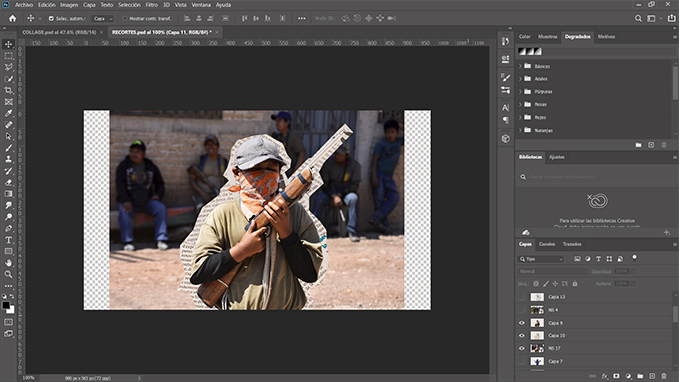 Archivo Edición Imagen Capa Texto Selección Filtro 3D Vista Ventana Ayuda
Selec. autom.: Capa Mostrar contr. transf.
COLLAGE.psd al 47,6% (RGB/16) × RECORTES.psd al 100% (Capa 11, RGB/8#) * ×
Color Muestras Degradados Motivos
Básicos
Azules
Púrpuras
Rosas
Rojos
Naranjas
Bibliotecas Ajustes
Para utilizar las bibliotecas Creative
Capas Canales Trazados
Tipo
Normal Opacidad:
Relleno:
Capa 13
NS 4
Capa 9
Capa 10
NS 17
Capa 7
100%